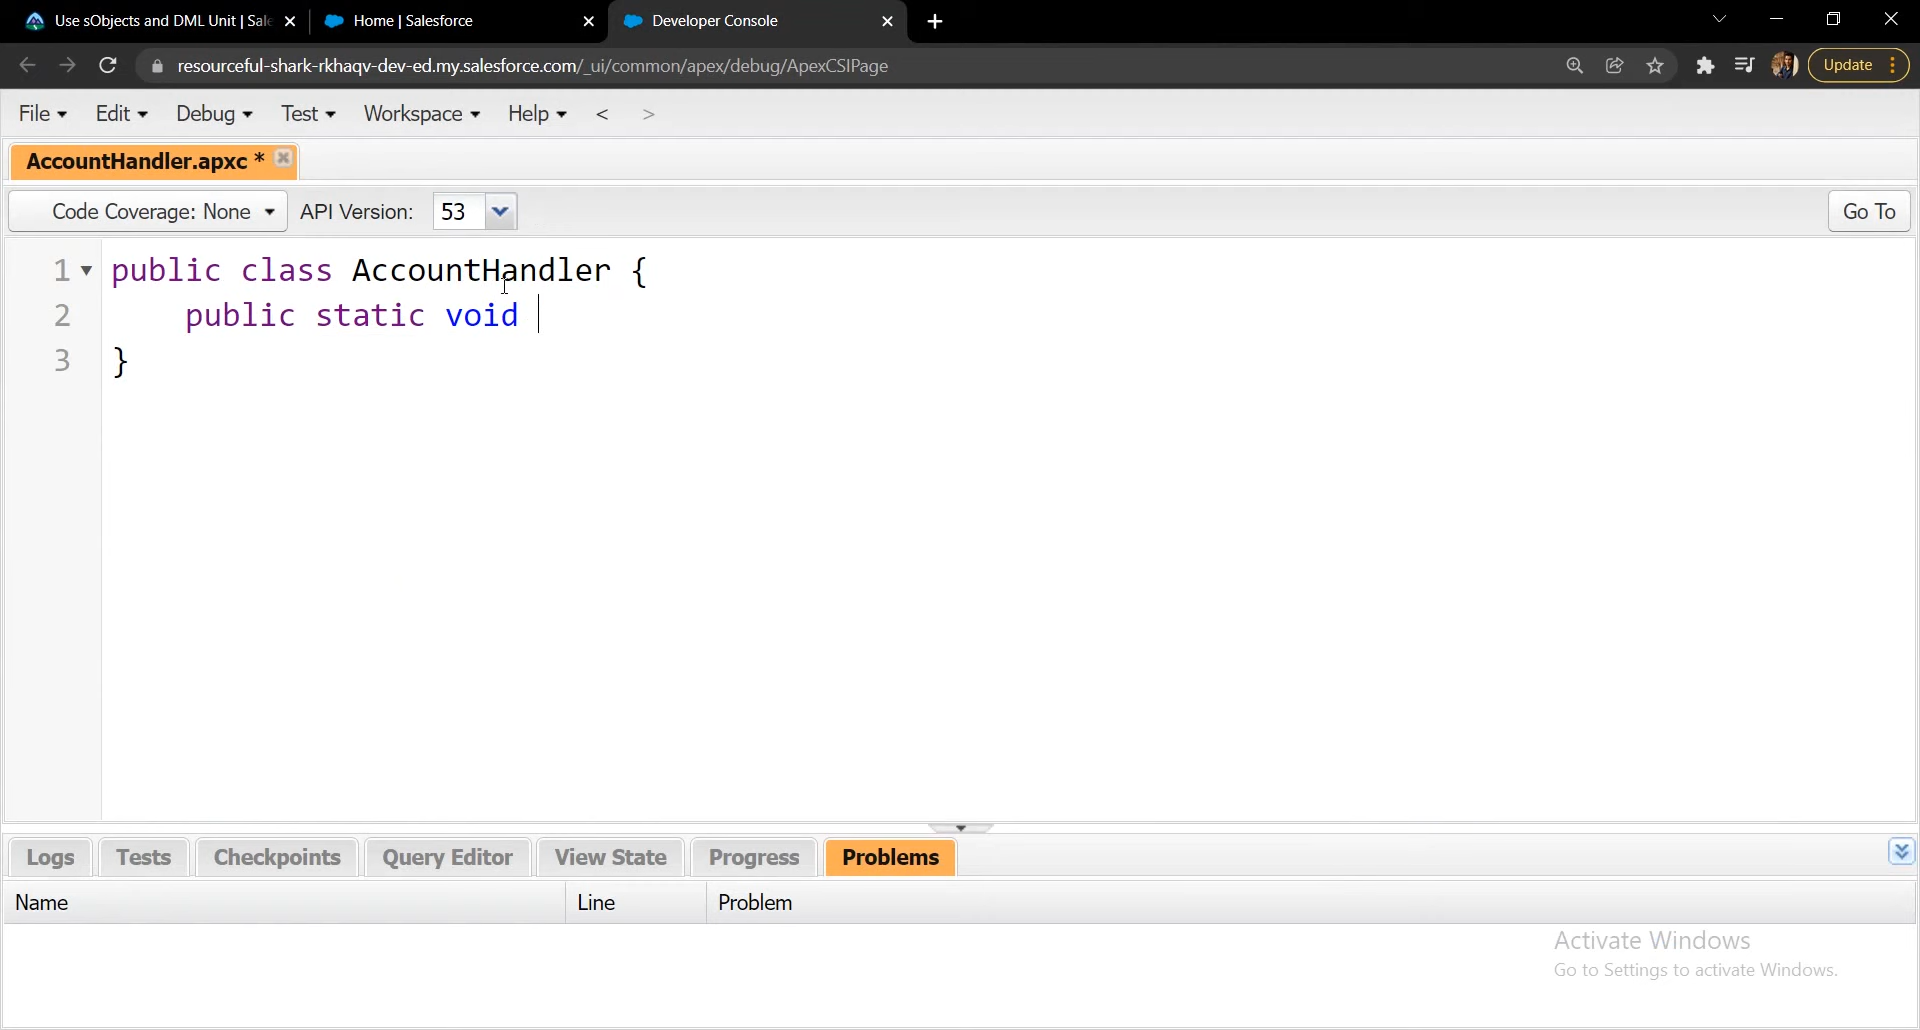 Use sObjects and DML Unit | Sale
Home | Salesforce
Developer Console
resourceful-shark-rkhaqv-dev-ed.my.salesforce.com/_ui/common/apex/debug/ApexCSIPage
Update
File Edit Debug Test Workspace Help < >
AccountHandler.apxc *
Code Coverage: None API Version: 53 Go To
1 public class AccountHandler {
2 public static void
3 }
Logs Tests Checkpoints Query Editor View State Progress Problems
Name Line Problem
Activate Windows
Go to Settings to activate Windows.